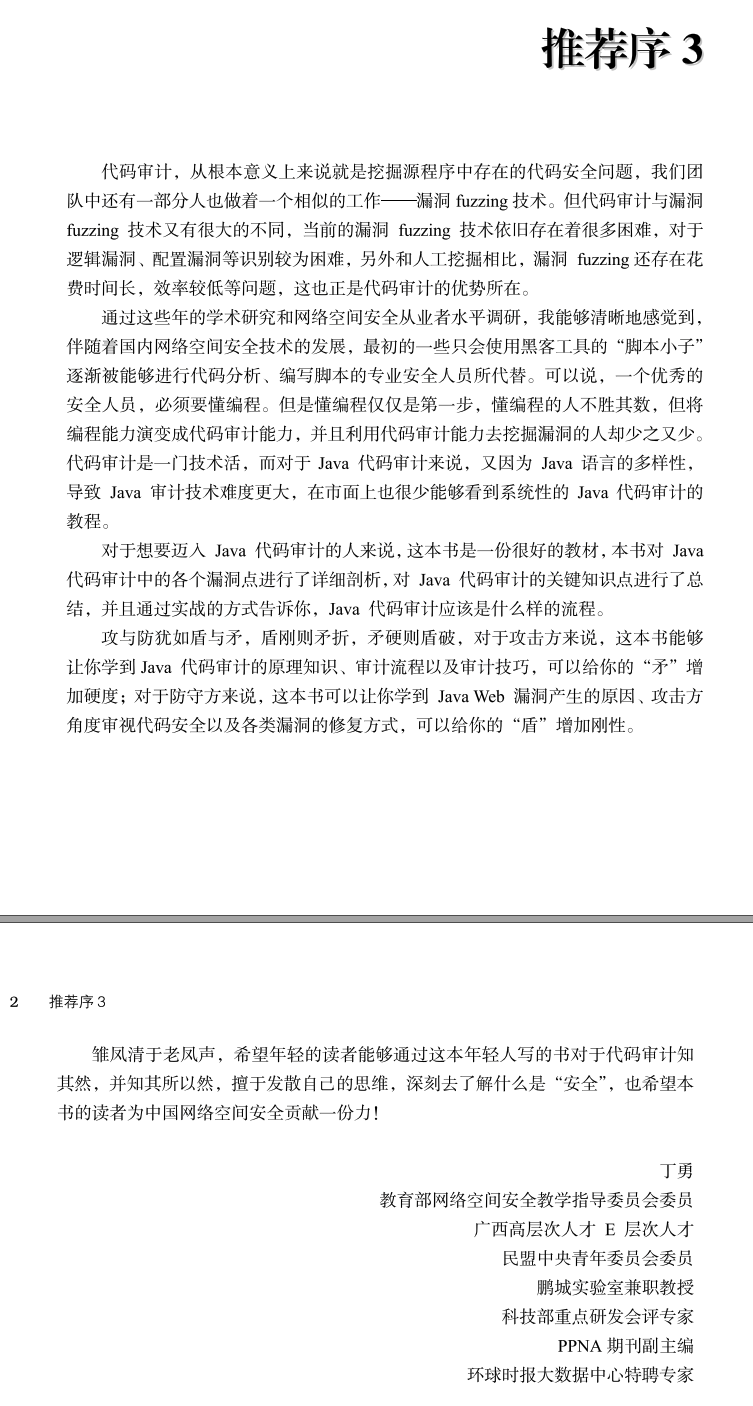 推荐序 3
代码审计，从根本意义上来说就是挖掘源程序中存在的代码安全问题，我们团
队中还有一部分人也做着一个相似的工作——漏洞 fuzzing 技术。但代码审计与漏洞
fuzzing 技术又有很大的不同，当前的漏洞 fuzzing 技术依旧存在着很多困难，对于
逻辑漏洞、配置漏洞等识别较为困难，另外和人工挖掘相比，漏洞 fuzzing 还存在花
费时间长，效率较低等问题，这也正是代码审计的优势所在。
通过这些年的学术研究和网络空间安全从业者水平调研，我能够清晰地感觉到，
伴随着国内网络空间安全技术的发展，最初的一些只会使用黑客工具的“脚本小子”
逐渐被能够进行代码分析、编写脚本的专业安全人员所代替。可以说，一个优秀的
安全人员，必须要懂编程。但是懂编程仅仅是第一步，懂编程的人不胜其数，但将
编程能力演变成代码审计能力，并且利用代码审计能力去挖掘漏洞的人却少之又少。
代码审计是一门技术活，而对于 Java 代码审计来说，又因为 Java 语言的多样性，
导致 Java 审计技术难度更大，在市面上也很少能够看到系统性的 Java 代码审计的
教程。
对于想要迈入 Java 代码审计的人来说，这本书是一份很好的教材，本书对 Java
代码审计中的各个漏洞点进行了详细剖析，对 Java 代码审计的关键知识点进行了总
结，并且通过实战的方式告诉你，Java 代码审计应该是什么样的流程。
攻与防犹如盾与矛，盾刚则矛折，矛硬则盾破，对于攻击方来说，这本书能够
让你学到 Java 代码审计的原理知识、审计流程以及审计技巧，可以给你的“矛”增
加硬度；对于防守方来说，这本书可以让你学到 Java Web 漏洞产生的原因、攻击方
角度审视代码安全以及各类漏洞的修复方式，可以给你的“盾”增加刚性。
2 推荐序 3
雏凤清于老凤声，希望年轻的读者能够通过这本年轻人写的书对于代码审计知
其然，并知其所以然，擅于发散自己的思维，深刻去了解什么是“安全”，也希望本
书的读者为中国网络空间安全贡献一份力！
丁勇
教育部网络空间安全教学指导委员会委员
广西高层次人才 E 层次人才
民盟中央青年委员会委员
鹏城实验室兼职教授
科技部重点研发会评专家
PPNA 期刊副主编
环球时报大数据中心特聘专家